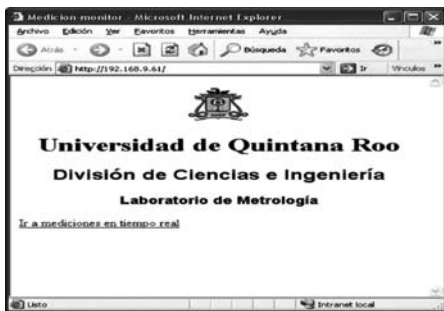 Medicion-monitor - Microsoft Internet Explorer
Archivo Edición Ver Favoritos Herramientas Ayuda
Atrás Búsqueda Favoritos
Dirección http://192.168.9.61/ Ir Vínculos
Universidad de Quintana Roo
División de Ciencias e Ingeniería
Laboratorio de Metrología
Ir a mediciones en tiempo real
Listo Intranet local